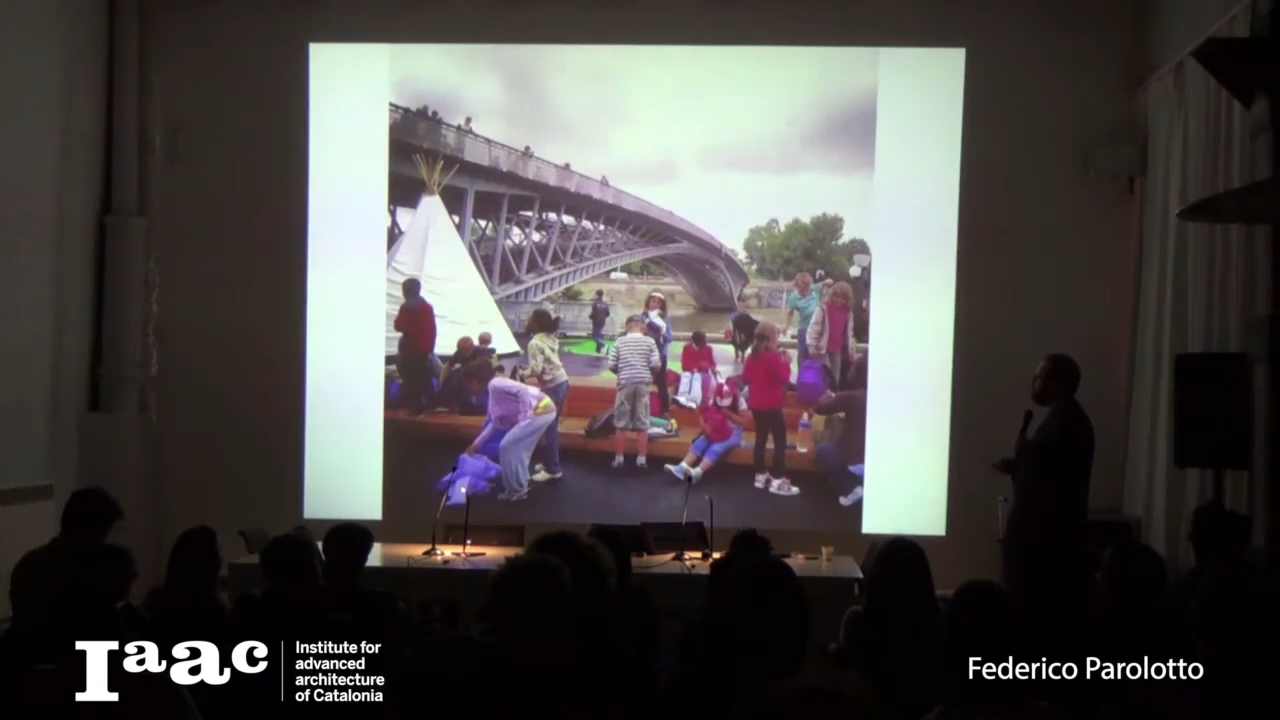 Iaac
Institute for
advanced
architecture
of Catalonia
Federico Parolotto